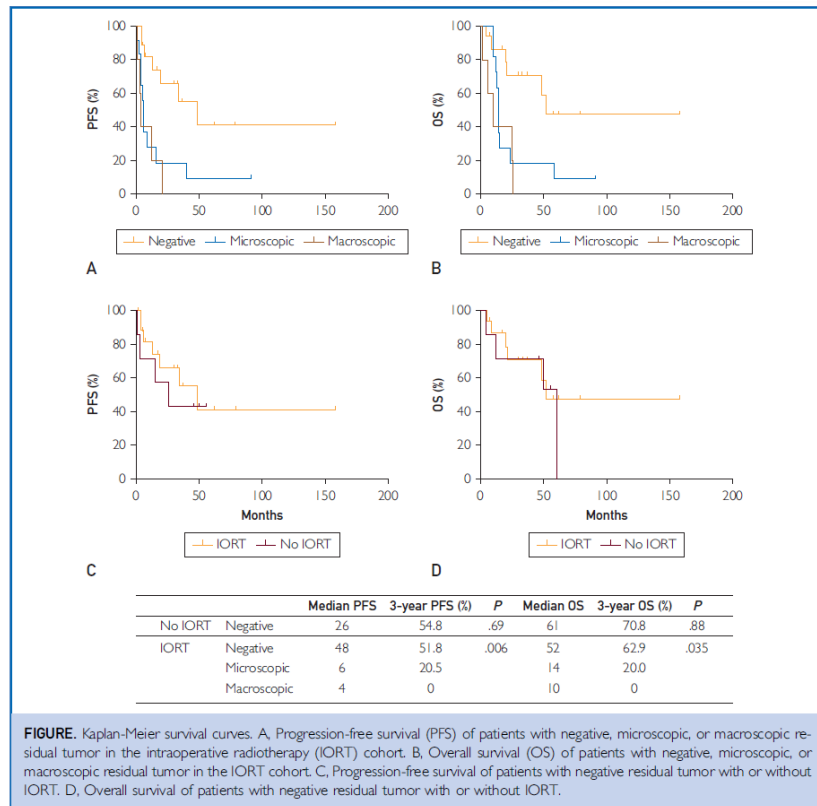 100
80
60
40
20
0
PFS (%)
0 50 100 150 200
Negative Microscopic Macroscopic
A
100
80
60
40
20
0
OS (%)
0 50 100 150 200
Negative Microscopic Macroscopic
B
100
80
60
40
20
0
PFS (%)
0 50 100 150 200
Months
IORT No IORT
C
100
80
60
40
20
0
OS (%)
0 50 100 150 200
Months
IORT No IORT
D
Median PFS 3-year PFS (%) P Median OS 3-year OS (%) P
No IORT Negative 26 54.8 .69 61 70.8 .88
IORT Negative 48 51.8 .006 52 62.9 .035
Microscopic 6 20.5 14 20.0
Macroscopic 4 0 10 0
FIGURE. Kaplan-Meier survival curves. A, Progression-free survival (PFS) of patients with negative, microscopic, or macroscopic re-
sidual tumor in the intraoperative radiotherapy (IORT) cohort. B, Overall survival (OS) of patients with negative, microscopic, or
macroscopic residual tumor in the IORT cohort. C, Progression-free survival of patients with negative residual tumor with or without
IORT. D, Overall survival of patients with negative residual tumor with or without IORT.